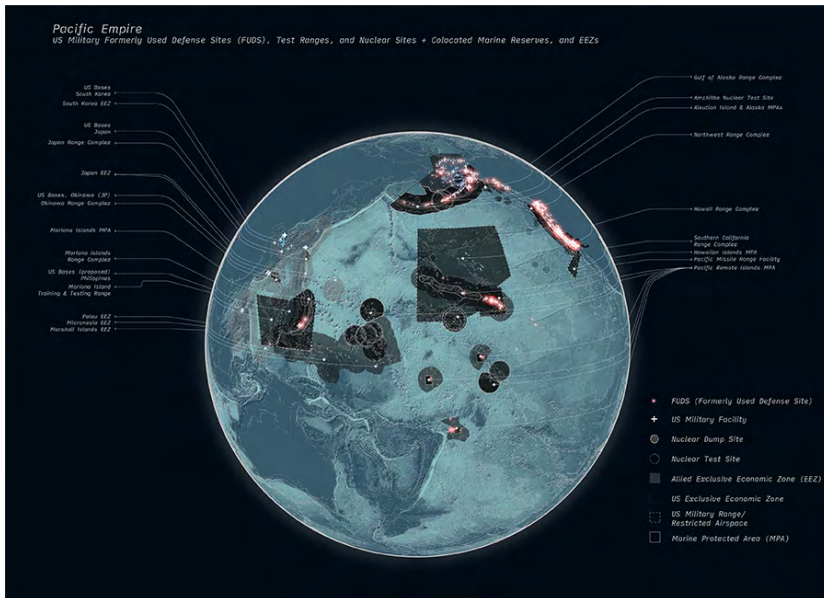 Pacific Empire
US Military Formerly Used Defense Sites (FUDS), Test Ranges, and Nuclear Sites + Colocated Marine Reserves, and EEZs
US Bases
South Korea
South Korea EEZ
US Bases
Japan
Japan Range Complex
Japan EEZ
US Bases, Okinawa (JP)
Okinawa Range Complex
Mariana Islands MPA
Mariana Islands
Range Complex
US Bases (proposed)
Philippines
Mariana Island
Training & Testing Range
Palau EEZ
Micronesia EEZ
Marshall Islands EEZ
Gulf of Alaska Range Complex
Amchitka Nuclear Test Site
Aleutian Island & Alaska MPAs
Northwest Range Complex
Hawaii Range Complex
Southern California
Range Complex
Hawaiian Islands MPA
Pacific Missile Range Facility
Pacific Remote Islands MPA
FUDS (Formerly Used Defense Site)
US Military Facility
Nuclear Dump Site
Nuclear Test Site
Allied Exclusive Economic Zone (EEZ)
US Exclusive Economic Zone
US Military Range/
Restricted Airspace
Marine Protected Area (MPA)